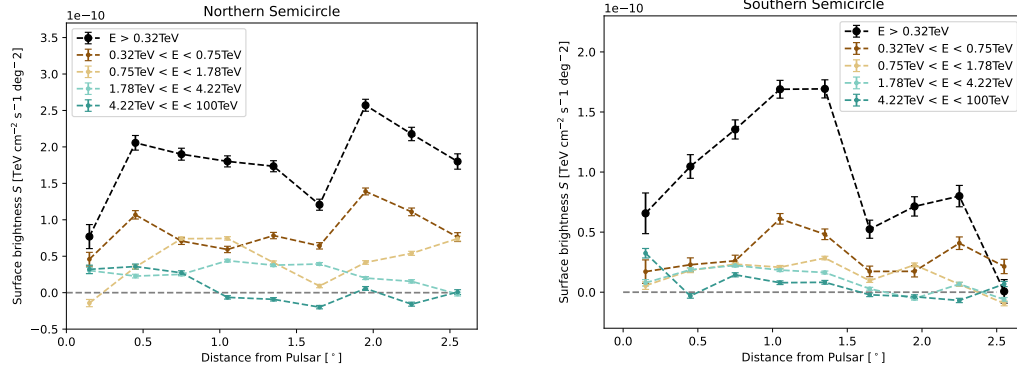 Northern Semicircle
1e−10
E > 0.32TeV
0.32TeV < E < 0.75TeV
0.75TeV < E < 1.78TeV
1.78TeV < E < 4.22TeV
4.22TeV < E < 100TeV
Surface brightness S [TeV cm−2 s−1 deg−2]
3.5
3.0
2.5
2.0
1.5
1.0
0.5
0.0
−0.5
0.0 0.5 1.0 1.5 2.0 2.5
Distance from Pulsar [°]
Southern Semicircle
1e−10
E > 0.32TeV
0.32TeV < E < 0.75TeV
0.75TeV < E < 1.78TeV
1.78TeV < E < 4.22TeV
4.22TeV < E < 100TeV
Surface brightness S [TeV cm−2 s−1 deg−2]
2.0
1.5
1.0
0.5
0.0
0.0 0.5 1.0 1.5 2.0 2.5
Distance from Pulsar [°]